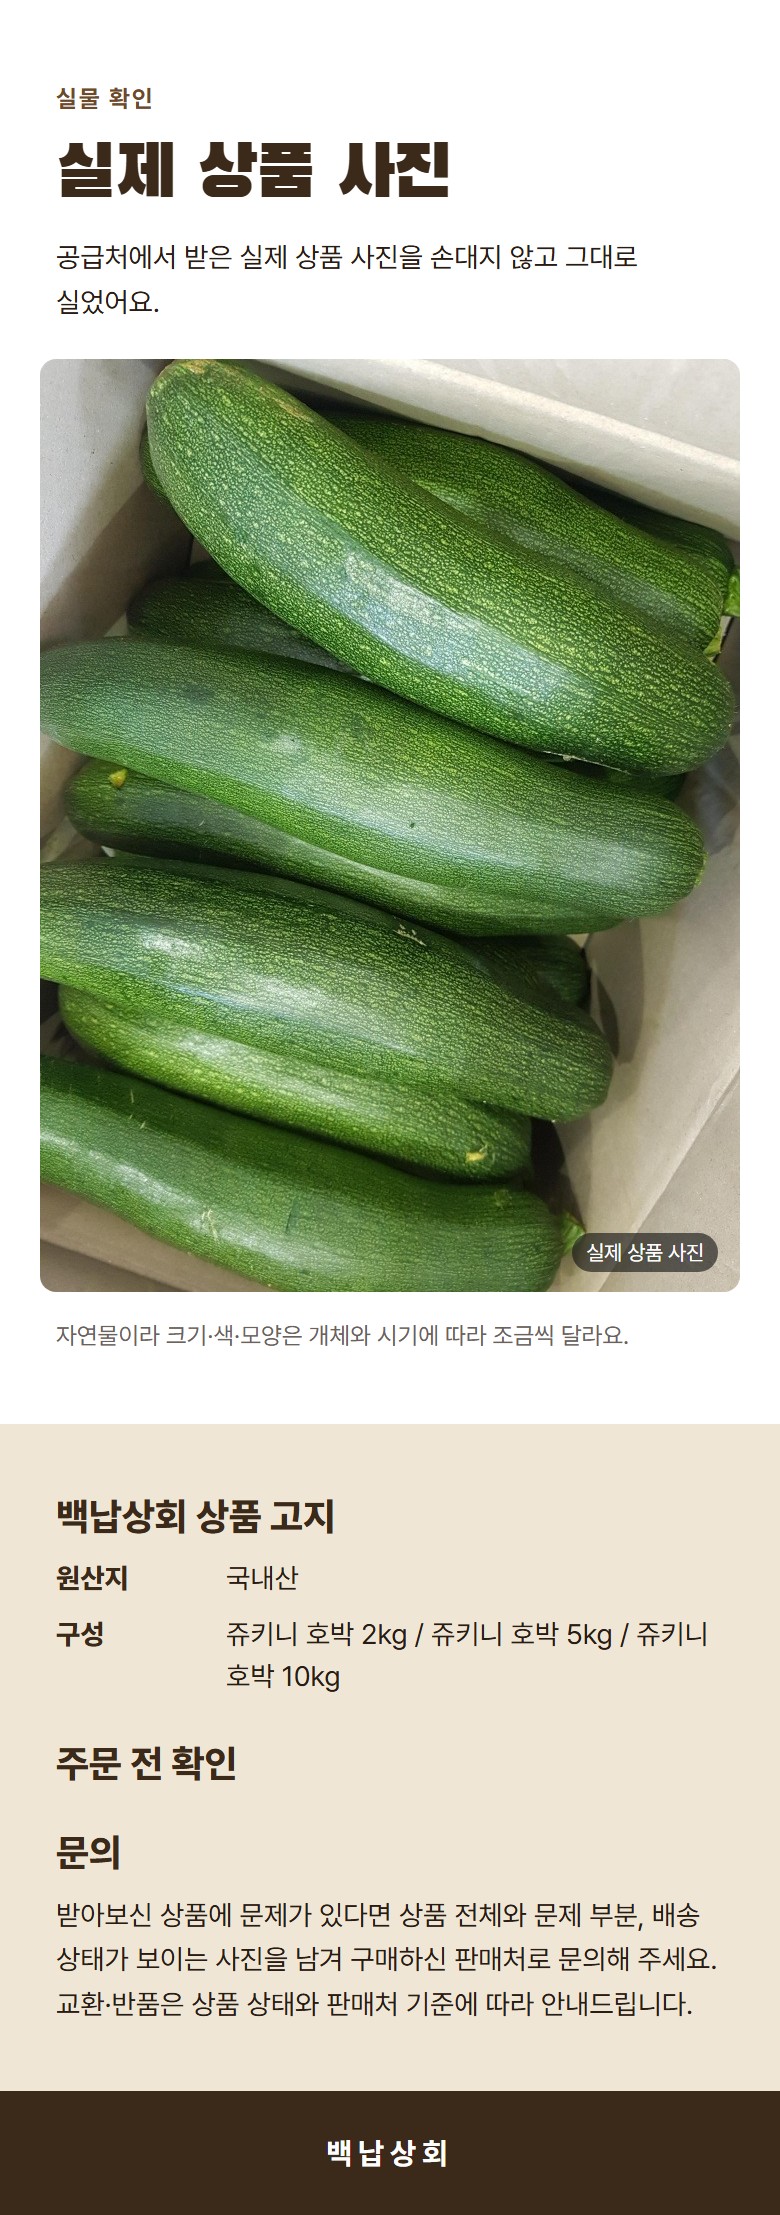 실물 확인
실제 상품 사진
공급처에서 받은 실제 상품 사진을 손대지 않고 그대로
실었어요.
실제 상품 사진
자연물이라 크기·색·모양은 개체와 시기에 따라 조금씩 달라요.
백납상회 상품 고지
원산지 국내산
구성 쥬키니 호박 2kg / 쥬키니 호박 5kg / 쥬키니
호박 10kg
주문 전 확인
문의
받아보신 상품에 문제가 있다면 상품 전체와 문제 부분, 배송
상태가 보이는 사진을 남겨 구매하신 판매처로 문의해 주세요.
교환·반품은 상품 상태와 판매처 기준에 따라 안내드립니다.
백납상회